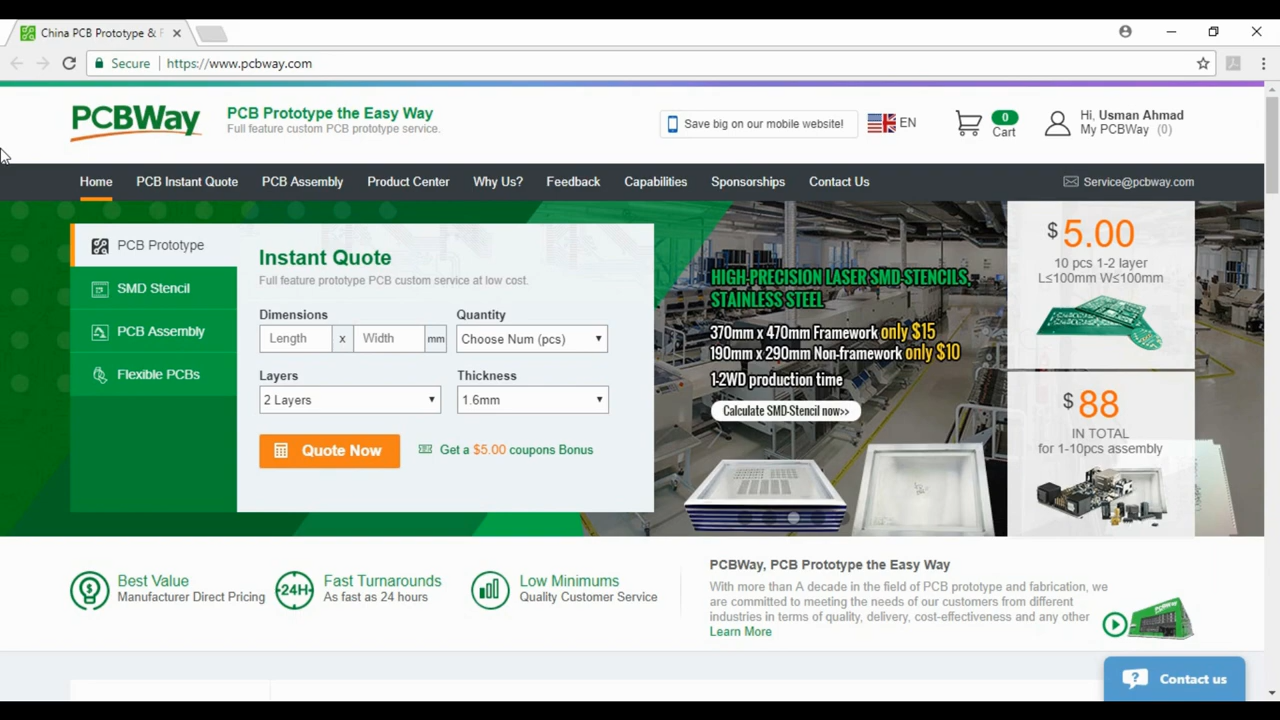 China PCB Prototype & F
Secure https://www.pcbway.com
PCBWay
PCB Prototype the Easy Way
Full feature custom PCB prototype service.
Save big on our mobile website!
EN
0
Cart
Hi, Usman Ahmad
My PCBWay (0)
Home PCB Instant Quote PCB Assembly Product Center Why Us? Feedback Capabilities Sponsorships Contact Us Service@pcbway.com
PCB Prototype
SMD Stencil
PCB Assembly
Flexible PCBs
Instant Quote
Full feature prototype PCB custom service at low cost.
Dimensions Quantity
Length x Width mm Choose Num (pcs)
Layers Thickness
2 Layers 1.6mm
Quote Now Get a $5.00 coupons Bonus
HIGH-PRECISION LASER SMD-STENCILS,
STAINLESS STEEL
370mm x 470mm Framework only $15
190mm x 290mm Non-framework only $10
1-2WD production time
Calculate SMD-Stencil now>>
$ 5.00
10 pcs 1-2 layer
L≤100mm W≤100mm
$ 88
IN TOTAL
for 1-10pcs assembly
Best Value
Manufacturer Direct Pricing
24H
Fast Turnarounds
As fast as 24 hours
Low Minimums
Quality Customer Service
PCBWay, PCB Prototype the Easy Way
With more than A decade in the field of PCB prototype and fabrication, we
are committed to meeting the needs of our customers from different
industries in terms of quality, delivery, cost-effectiveness and any other
Learn More
PCBWay
Contact us